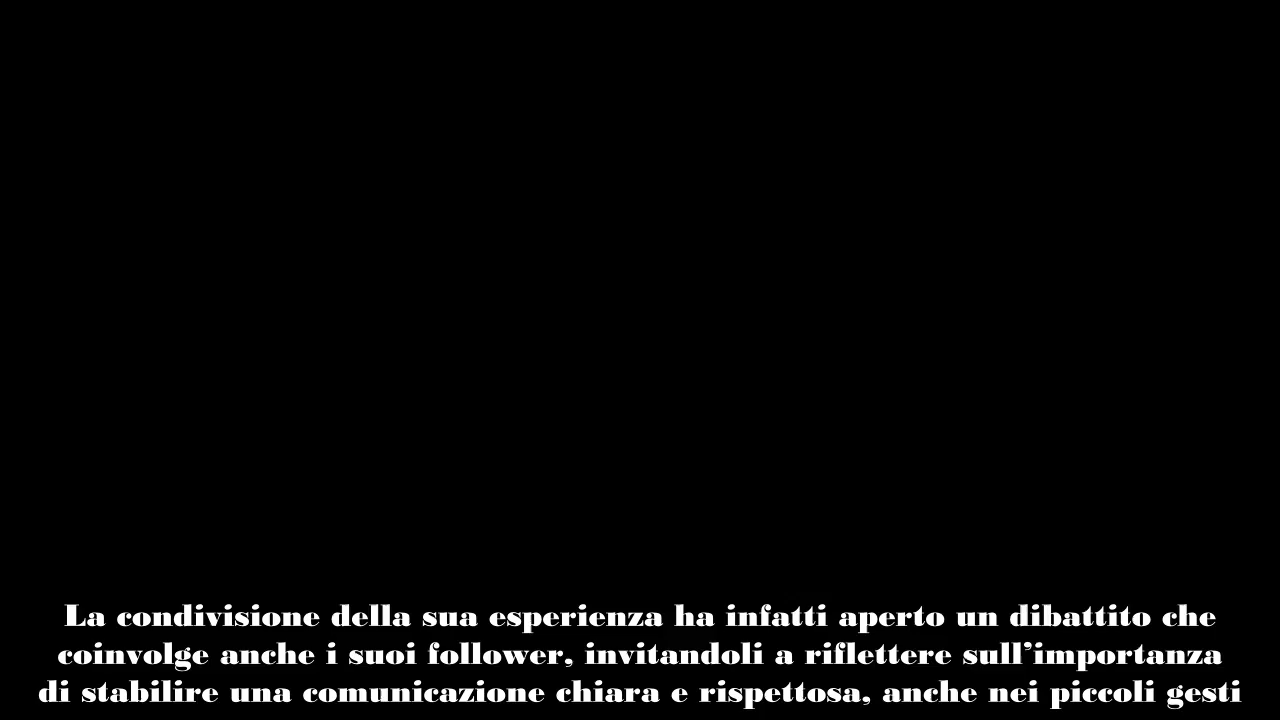 La condivisione della sua esperienza ha infatti aperto un dibattito che
coinvolge anche i suoi follower, invitandoli a riflettere sull’importanza
di stabilire una comunicazione chiara e rispettosa, anche nei piccoli gesti